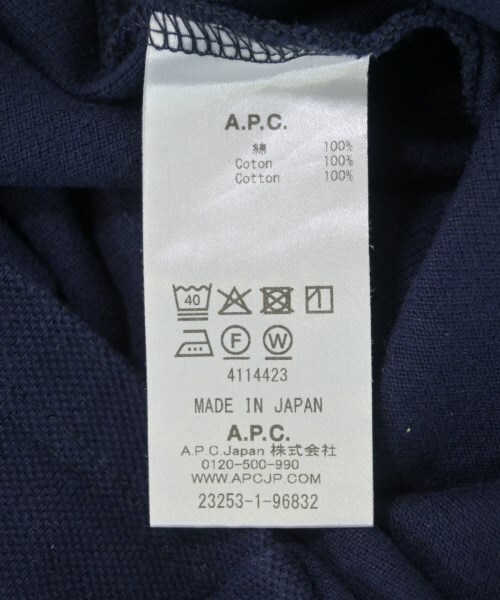 A.P.C.
綿 100%
Coton 100%
Cotton 100%
40
F W
4114423
MADE IN JAPAN
A.P.C.
A.P.C.Japan 株式会社
0120-500-990
WWW.APCJP.COM
23253-1-96832